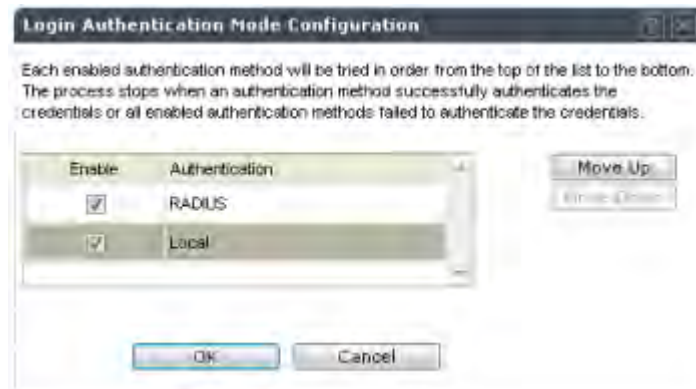 Login Authentication Mode Configuration
Each enabled authentication method will be tried in order from the top of the list to the bottom.
The process stops when an authentication method successfully authenticates the
credentials or all enabled authentication methods failed to authenticate the credentials.
Enable Authentication
RADIUS
Local
Move Up
Move Down
OK
Cancel